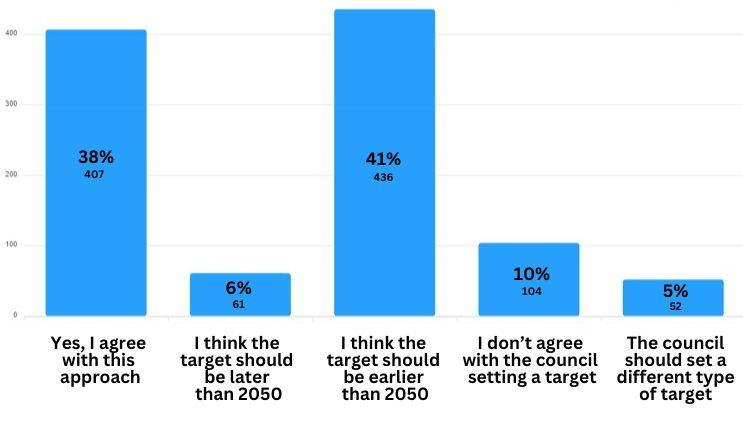 400
300
200
100
0
38%
407
6%
61
41%
436
10%
104
5%
52
Yes, I agree
with this
approach
I think the
target should
be later
than 2050
I think the
target should
be earlier
than 2050
I don’t agree
with the council
setting a target
The council
should set a
different type
of target